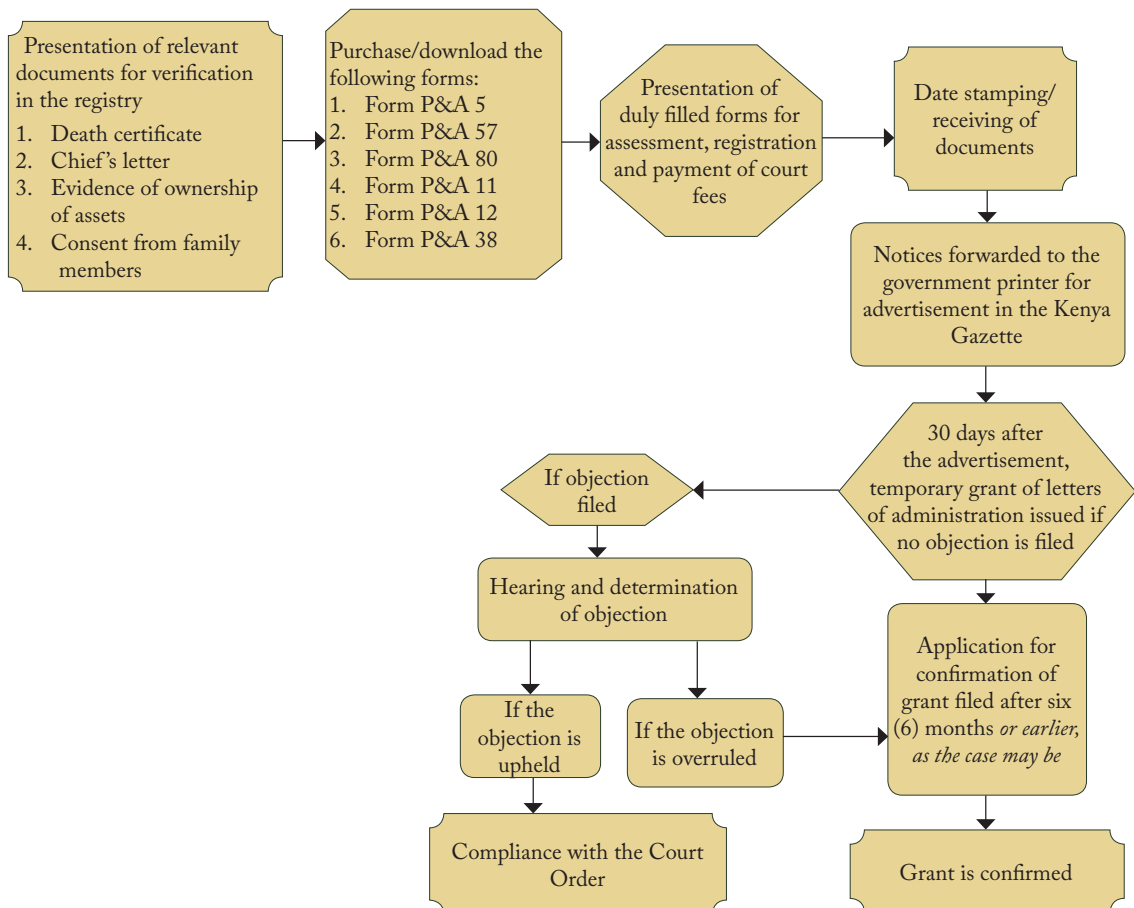 Presentation of relevant
documents for verification
in the registry
1. Death certificate
2. Chief's letter
3. Evidence of ownership
of assets
4. Consent from family
members
Purchase/download the
following forms:
1. Form P&A 5
2. Form P&A 57
3. Form P&A 80
4. Form P&A 11
5. Form P&A 12
6. Form P&A 38
Presentation of
duly filled forms for
assessment, registration
and payment of court
fees
Date stamping/
receiving of
documents
Notices forwarded to the
government printer for
advertisement in the Kenya
Gazette
30 days after
the advertisement,
temporary grant of letters
of administration issued if
no objection is filed
If objection
filed
Hearing and determination
of objection
If the
objection is
upheld
If the objection
is overruled
Application for
confirmation of
grant filed after six
(6) months or earlier,
as the case may be
Compliance with the Court
Order
Grant is confirmed